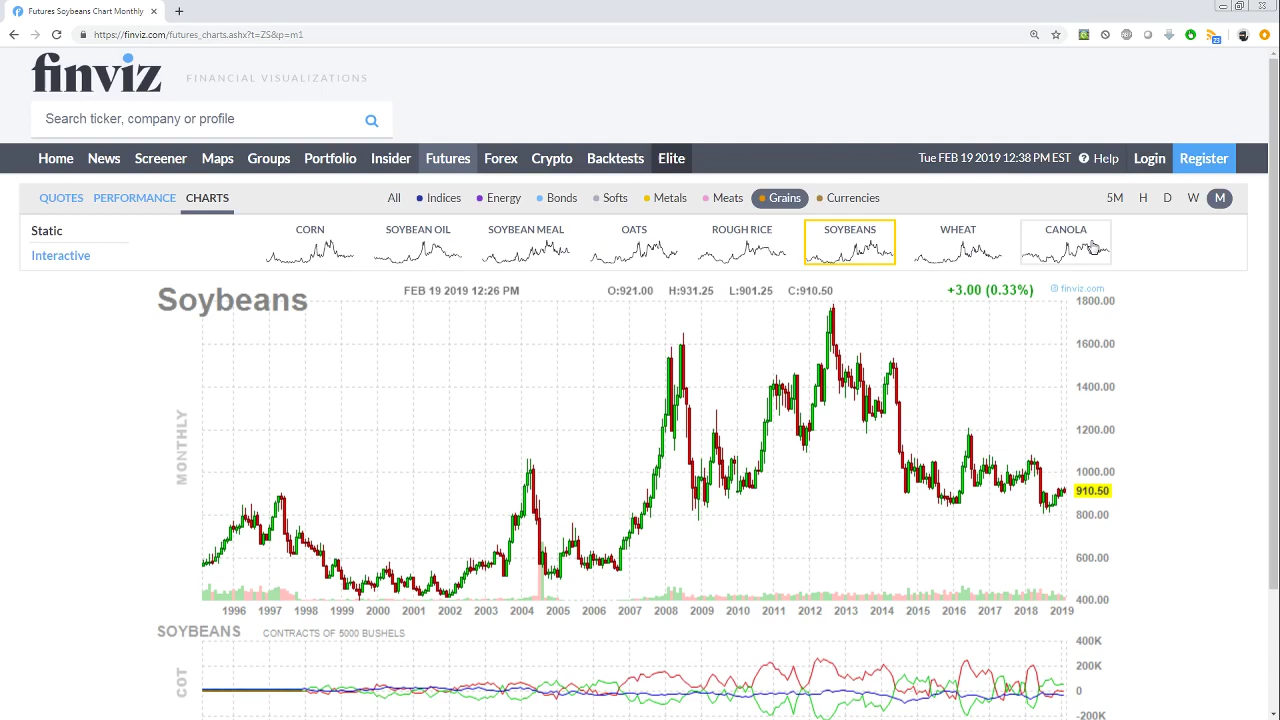 Futures Soybeans Chart Monthly
https://finviz.com/futures_charts.ashx?t=ZS&p=m1
finviz FINANCIAL VISUALIZATIONS
Search ticker, company or profile
Home News Screener Maps Groups Portfolio Insider Futures Forex Crypto Backtests Elite Tue FEB 19 2019 12:38 PM EST Help Login Register
QUOTES PERFORMANCE CHARTS All Indices Energy Bonds Softs Metals Meats Grains Currencies 5M H D W M
Static
Interactive
CORN SOYBEAN OIL SOYBEAN MEAL OATS ROUGH RICE SOYBEANS WHEAT CANOLA
Soybeans FEB 19 2019 12:26 PM O:921.00 H:931.25 L:901.25 C:910.50 +3.00 (0.33%) © finviz.com
MONTHLY
1800.00
1600.00
1400.00
1200.00
1000.00
910.50
800.00
600.00
400.00
1996 1997 1998 1999 2000 2001 2002 2003 2004 2005 2006 2007 2008 2009 2010 2011 2012 2013 2014 2015 2016 2017 2018 2019
SOYBEANS CONTRACTS OF 5000 BUSHELS
COT
400K
200K
0
-200K